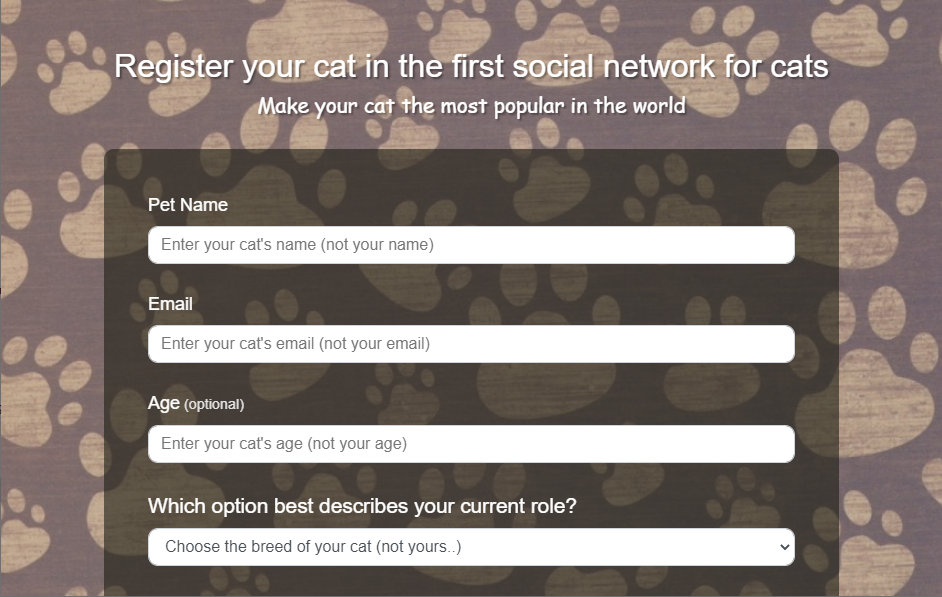 Register your cat in the first social network for cats
Make your cat the most popular in the world
Pet Name
Enter your cat's name (not your name)
Email
Enter your cat's email (not your email)
Age (optional)
Enter your cat's age (not your age)
Which option best describes your current role?
Choose the breed of your cat (not yours..)